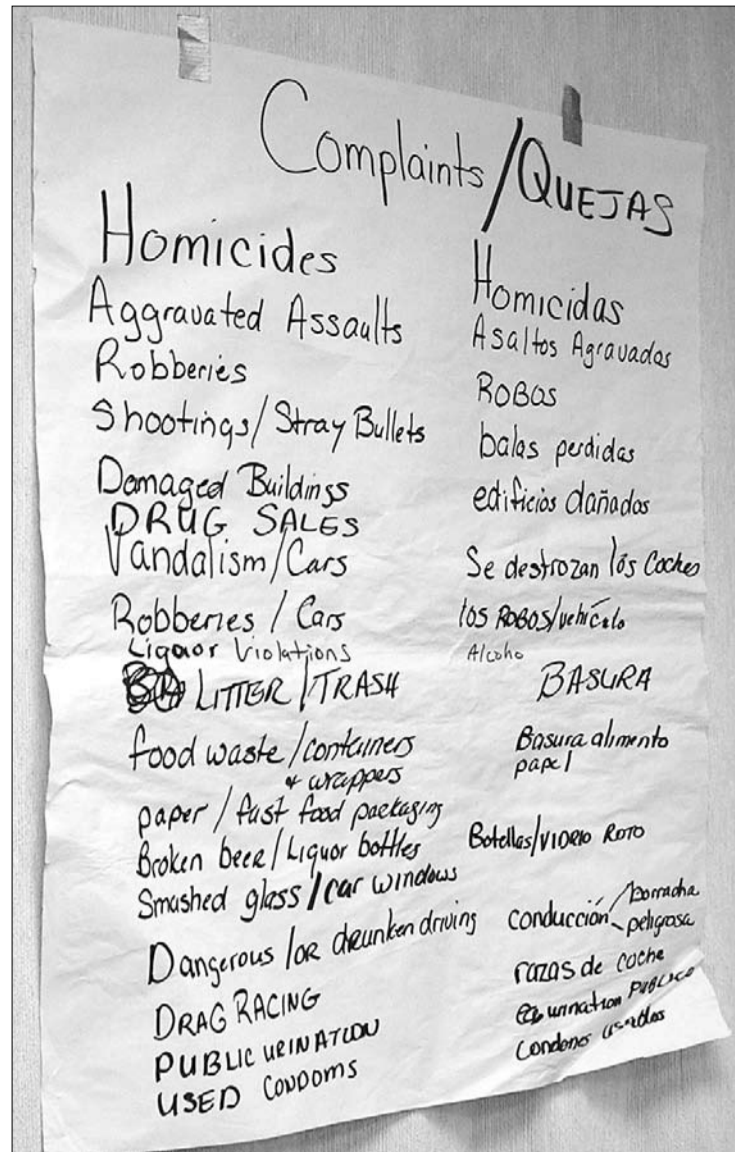 Complaints/QUEJAS
Homicides
Aggravated Assaults
Robberies
Shootings/Stray Bullets
Damaged Buildings
DRUG SALES
Vandalism/Cars
Robberies/Cars
Liquor Violations
LITTER/TRASH
food waste/containers
& wrappers
paper/fast food packaging
Broken beer/Liquor bottles
Smashed glass/car windows
Dangerous/OR drunken driving
DRAG RACING
PUBLIC URINATION
USED CONDOMS
Homicidas
Asaltos Agravados
ROBOS
balas perdidas
edificios dañados
Se destrozan los Coches
los ROBOS/vehículo
Alcoho
BASURA
Basura alimento
papel
Botellas/VIDRIO ROTO
conducción borracha
peligrosa
razas de coche
urination PUBLICO
Condones usados